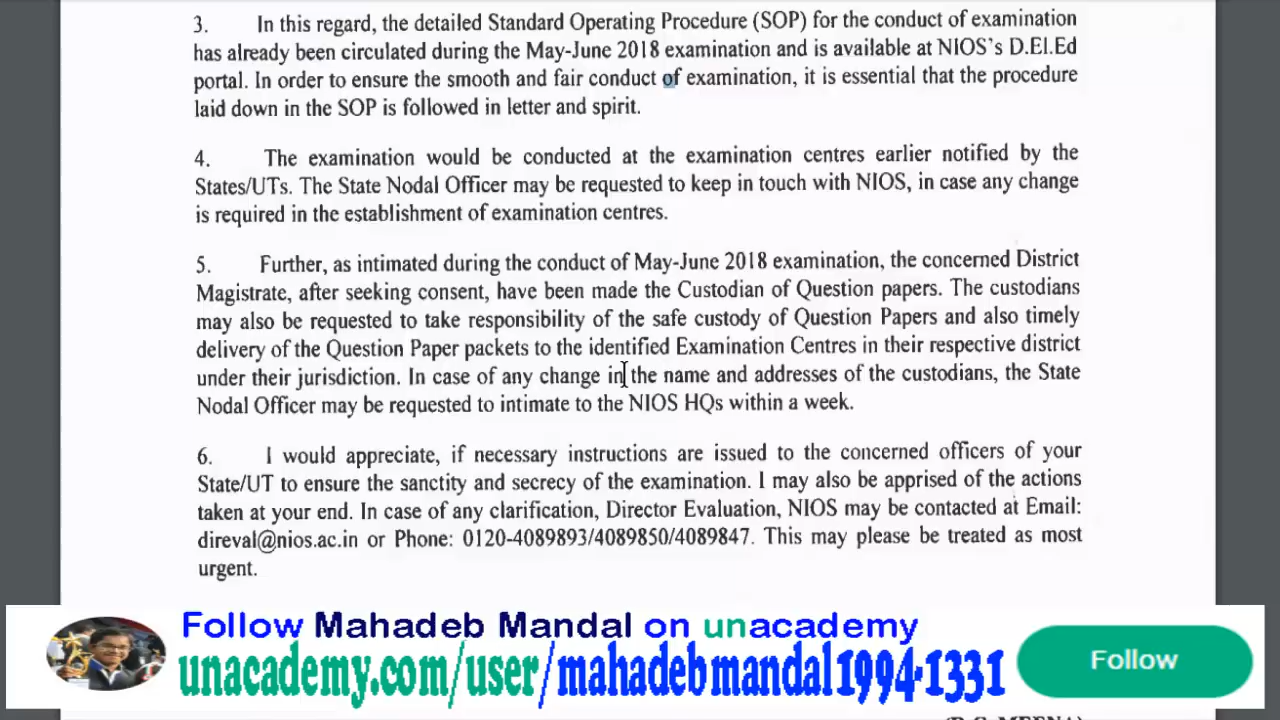 3. In this regard, the detailed Standard Operating Procedure (SOP) for the conduct of examination
has already been circulated during the May-June 2018 examination and is available at NIOS's D.El.Ed
portal. In order to ensure the smooth and fair conduct of examination, it is essential that the procedure
laid down in the SOP is followed in letter and spirit.
4. The examination would be conducted at the examination centres earlier notified by the
States/UTs. The State Nodal Officer may be requested to keep in touch with NIOS, in case any change
is required in the establishment of examination centres.
5. Further, as intimated during the conduct of May-June 2018 examination, the concerned District
Magistrate, after seeking consent, have been made the Custodian of Question papers. The custodians
may also be requested to take responsibility of the safe custody of Question Papers and also timely
delivery of the Question Paper packets to the identified Examination Centres in their respective district
under their jurisdiction. In case of any change in the name and addresses of the custodians, the State
Nodal Officer may be requested to intimate to the NIOS HQs within a week.
6. I would appreciate, if necessary instructions are issued to the concerned officers of your
State/UT to ensure the sanctity and secrecy of the examination. I may also be apprised of the actions
taken at your end. In case of any clarification, Director Evaluation, NIOS may be contacted at Email:
direval@nios.ac.in or Phone: 0120-4089893/4089850/4089847. This may please be treated as most
urgent.
Follow Mahadeb Mandal on unacademy
unacademy.com/user/mahadebmandal1994-1331
Follow